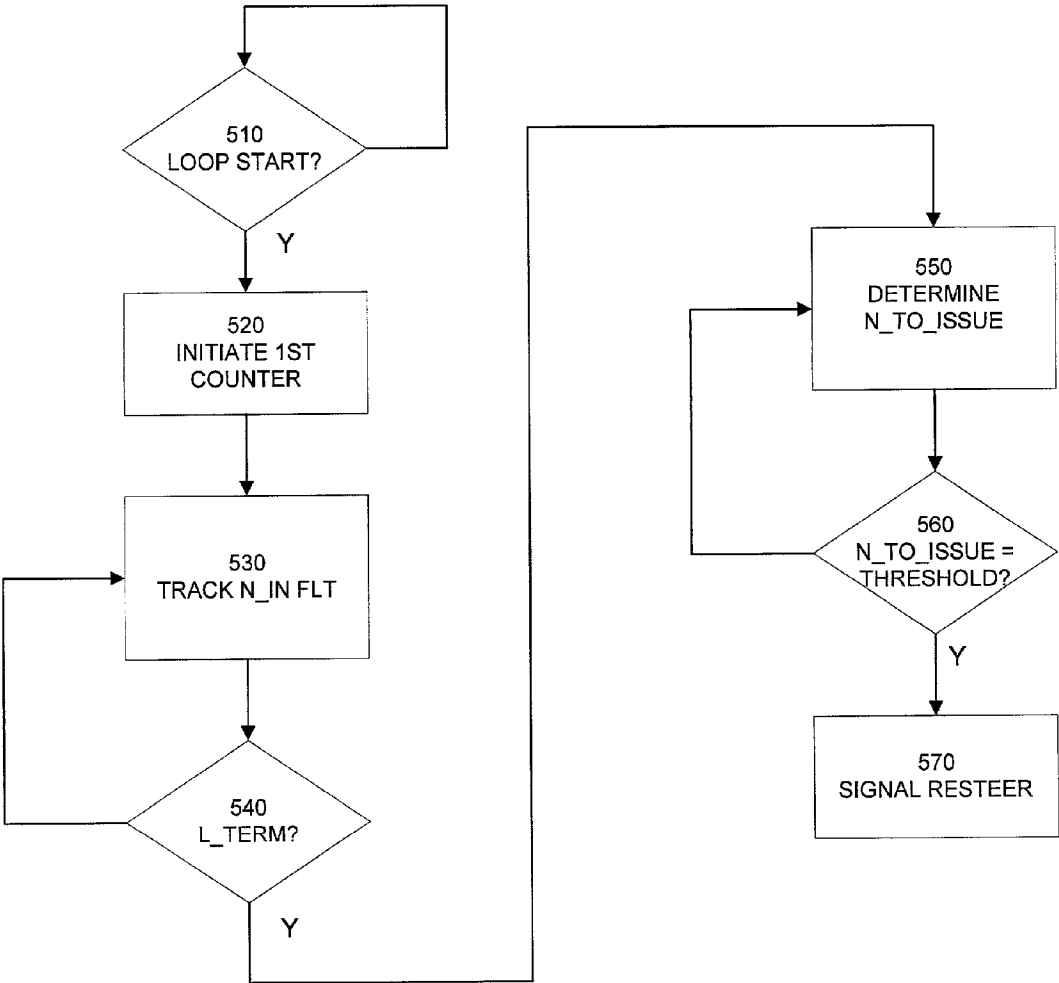 510
LOOP START?
Y
520
INITIATE 1ST
COUNTER
530
TRACK N_IN FLT
540
L_TERM?
Y
550
DETERMINE
N_TO_ISSUE
560
N_TO_ISSUE =
THRESHOLD?
Y
570
SIGNAL RESTEER